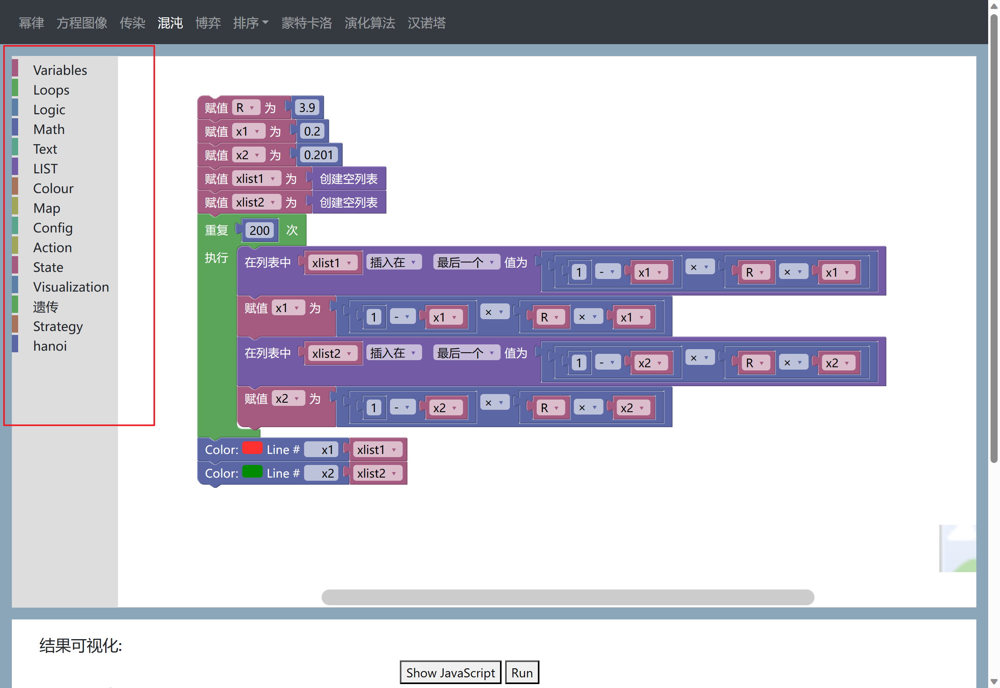 幂律 方程图像 传染 混沌 博弈 排序 蒙特卡洛 演化算法 汉诺塔
Variables
Loops
Logic
Math
Text
LIST
Colour
Map
Config
Action
State
Visualization
遗传
Strategy
hanoi
赋值 R 为 3.9
赋值 x1 为 0.2
赋值 x2 为 0.201
赋值 xlist1 为 创建空列表
赋值 xlist2 为 创建空列表
重复 200 次
执行 在列表中 xlist1 插入在 最后一个 值为 1 - x1 × R × x1
赋值 x1 为 1 - x1 × R × x1
在列表中 xlist2 插入在 最后一个 值为 1 - x2 × R × x2
赋值 x2 为 1 - x2 × R × x2
Color: Line # x1 xlist1
Color: Line # x2 xlist2
结果可视化:
Show JavaScript Run